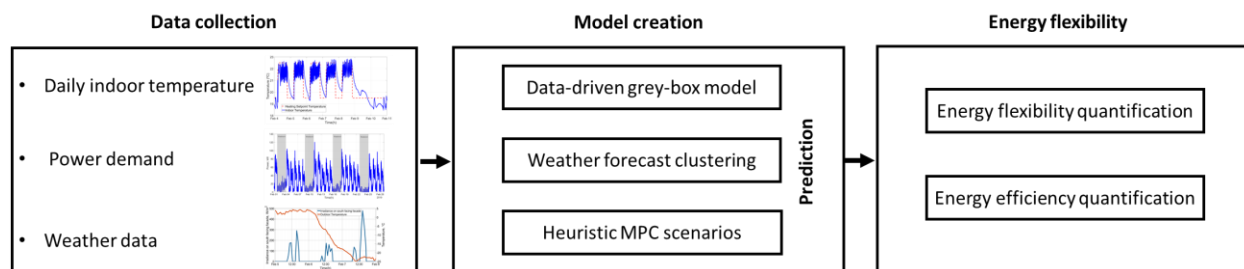 Data collection
Model creation
Energy flexibility
Daily indoor temperature
Power demand
Weather data
Data-driven grey-box model
Weather forecast clustering
Heuristic MPC scenarios
Prediction
Energy flexibility quantification
Energy efficiency quantification